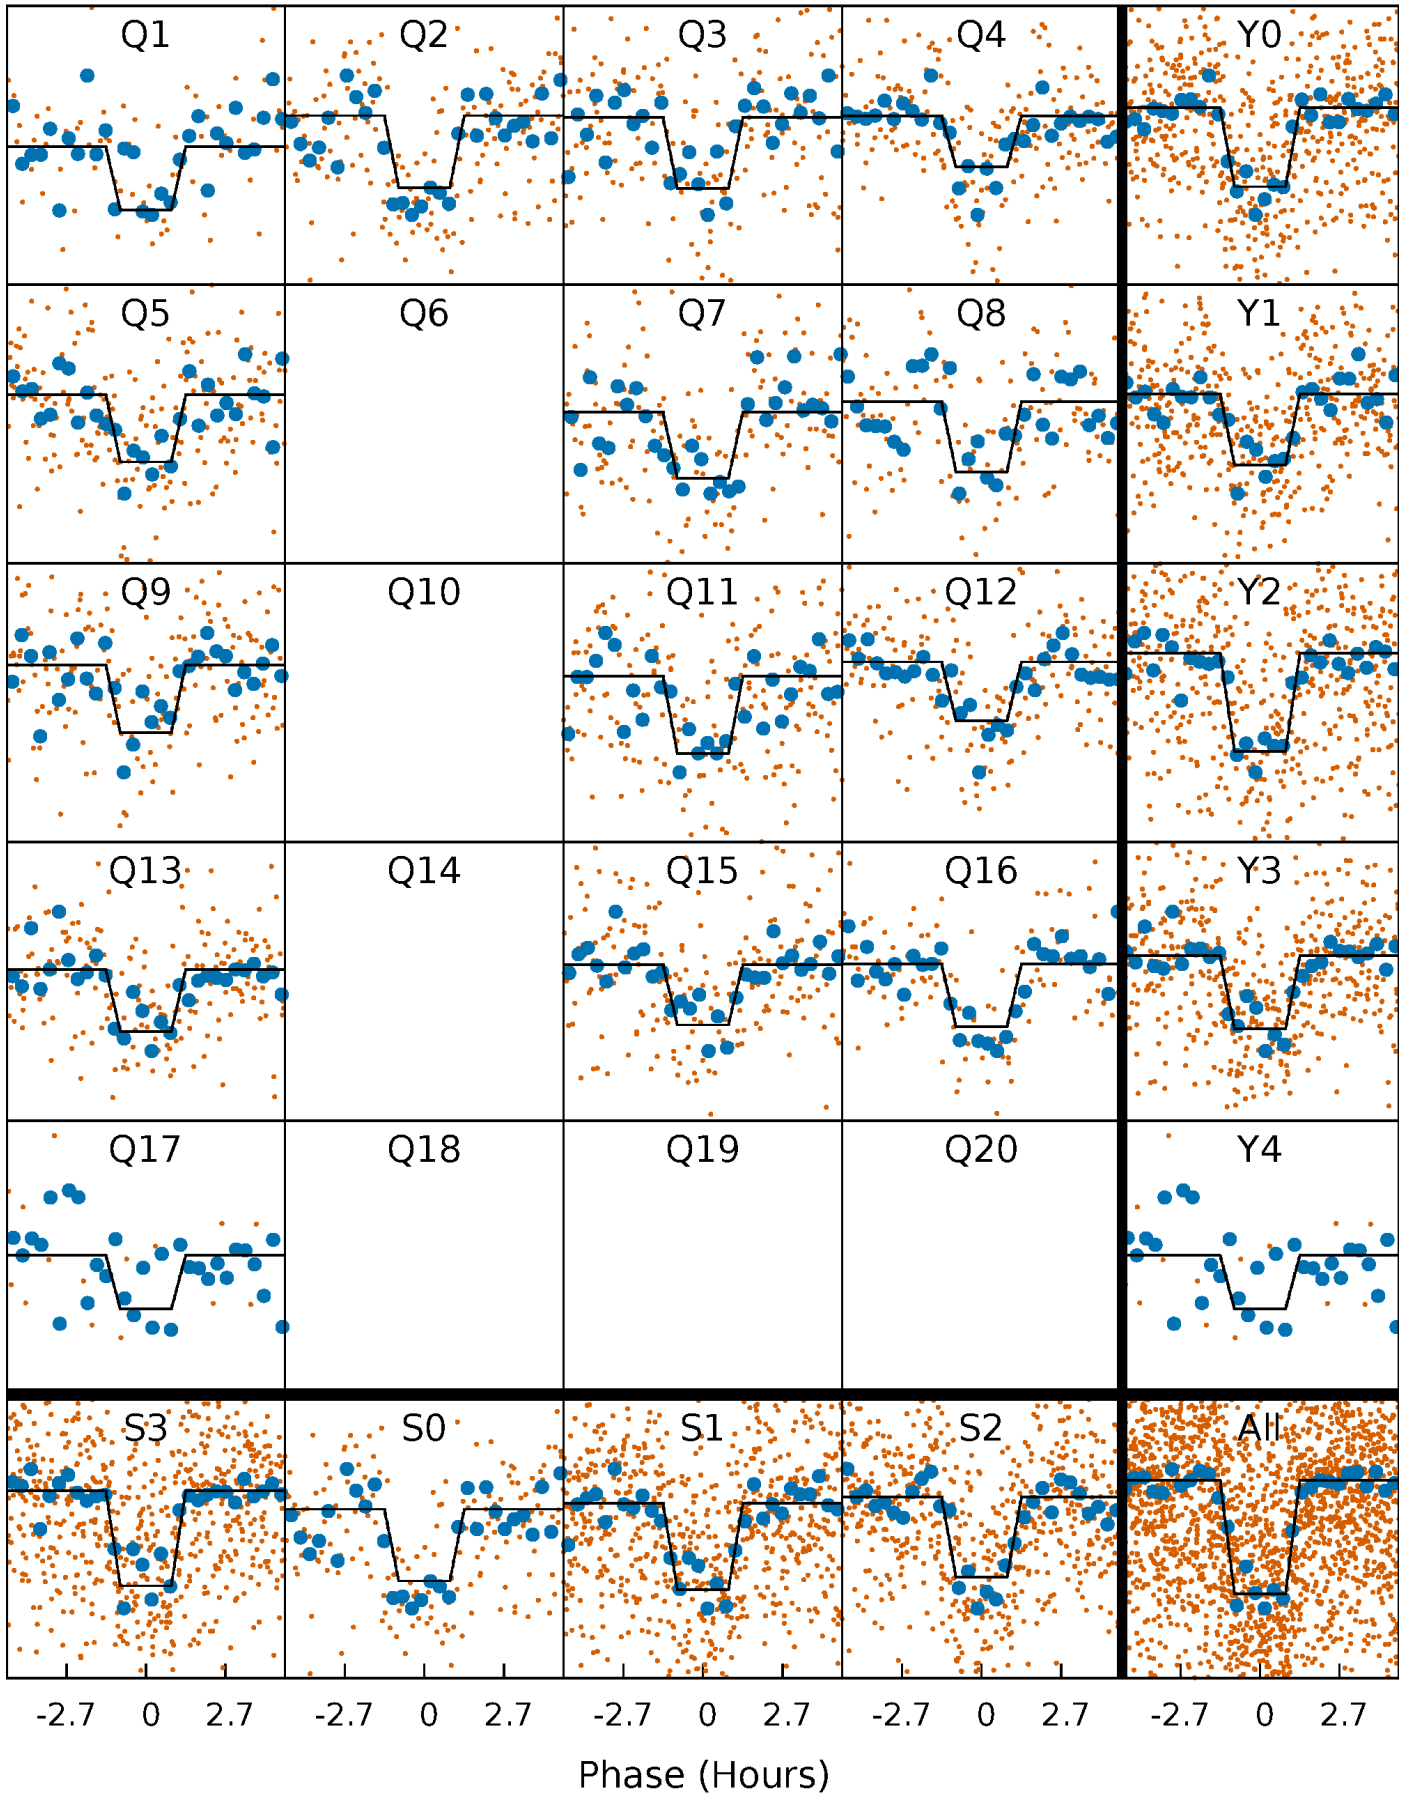 Q1 Q2 Q3 Q4 Y0
Q5 Q6 Q7 Q8 Y1
Q9 Q10 Q11 Q12 Y2
Q13 Q14 Q15 Q16 Y3
Q17 Q18 Q19 Q20 Y4
S3 S0 S1 S2 All
-2.7 0 2.7 -2.7 0 2.7 -2.7 0 2.7 -2.7 0 2.7 -2.7 0 2.7
Phase (Hours)